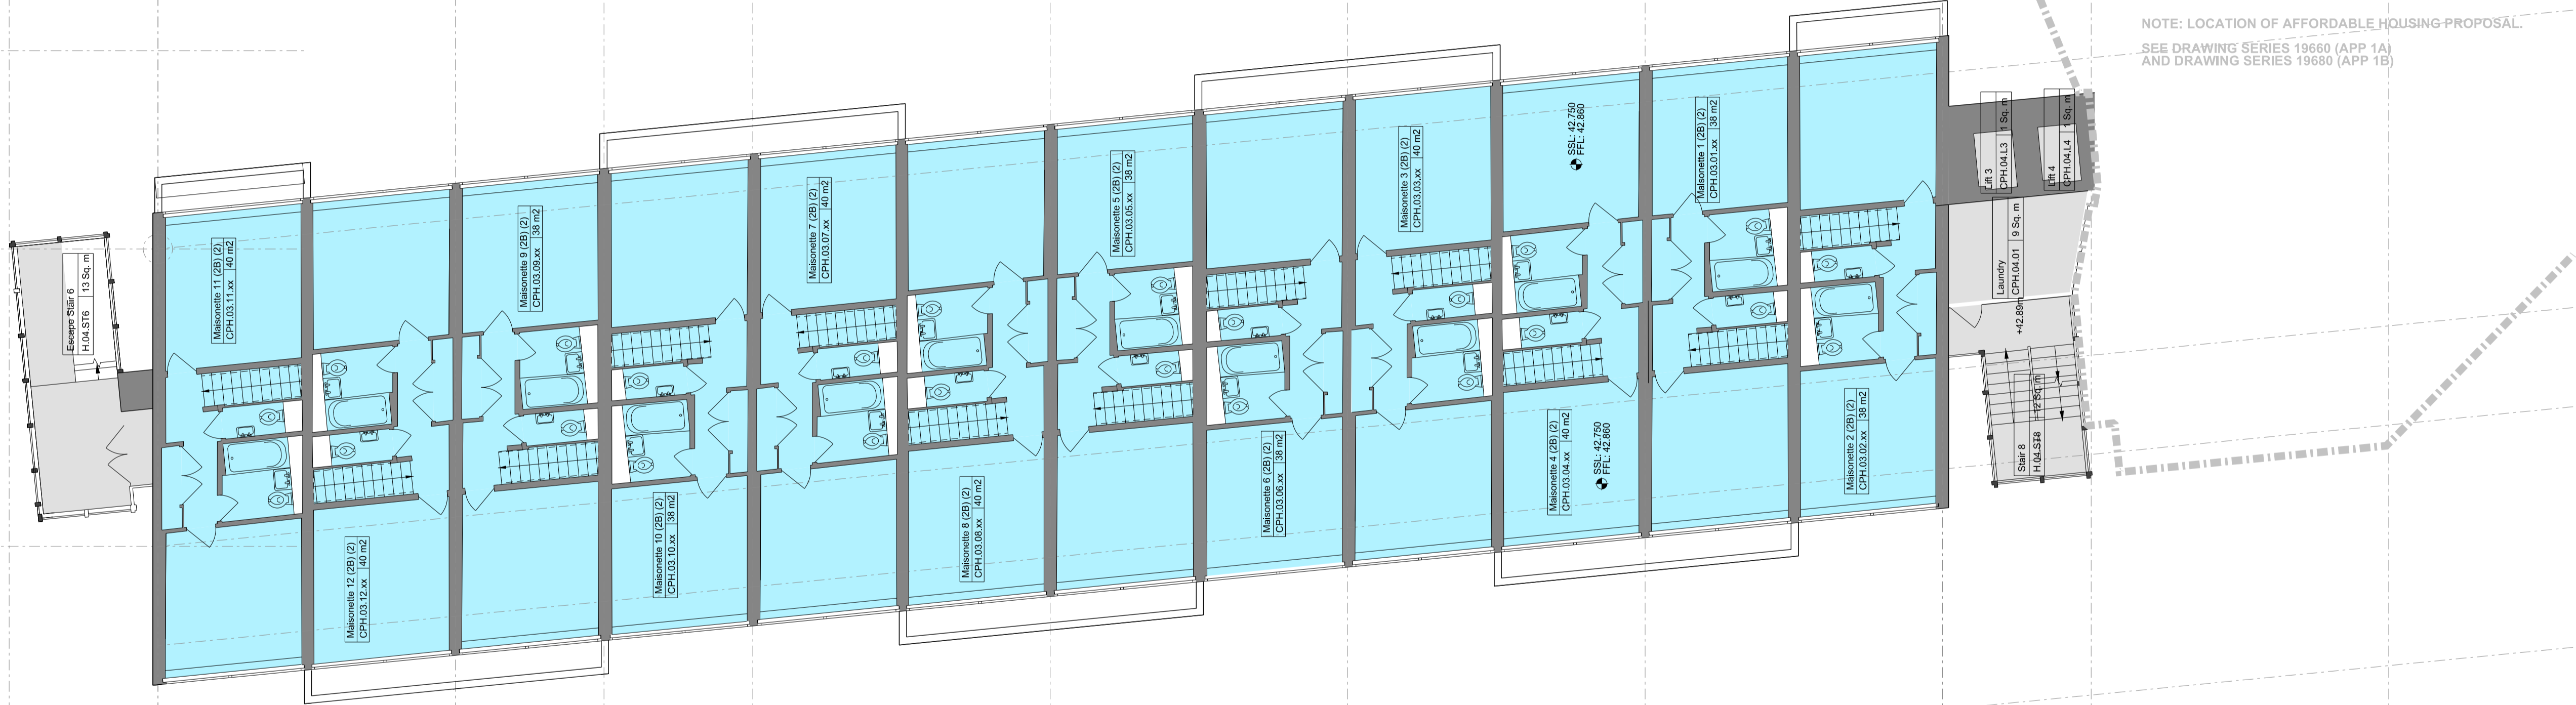 NOTE: LOCATION OF AFFORDABLE HOUSING PROPOSAL.
SEE DRAWING SERIES 19660 (APP 1A)
AND DRAWING SERIES 19680 (APP 1B)
Escape Stair 6
H.04.ST6 13 Sq. m
Maisonette 11 (2B) (2)
CPH.03.11.xx 40 m2
Maisonette 12 (2B) (2)
CPH.03.12.xx 40 m2
Maisonette 9 (2B) (2)
CPH.03.09.xx 38 m2
Maisonette 10 (2B) (2)
CPH.03.10.xx 38 m2
Maisonette 7 (2B) (2)
CPH.03.07.xx 40 m2
Maisonette 8 (2B) (2)
CPH.03.08.xx 40 m2
Maisonette 5 (2B) (2)
CPH.03.05.xx 38 m2
Maisonette 6 (2B) (2)
CPH.03.06.xx 38 m2
Maisonette 3 (2B) (2)
CPH.03.03.xx 40 m2
SSL: 42.750
FFL: 42.860
Maisonette 4 (2B) (2)
CPH.03.04.xx 40 m2
SSL: 42.750
FFL: 42.860
Maisonette 1 (2B) (2)
CPH.03.01.xx 38 m2
Maisonette 2 (2B) (2)
CPH.03.02.xx 38 m2
Lift 3
CPH.04.L3 1 Sq. m
Lift 4
CPH.04.L4 1 Sq. m
Laundry
CPH.04.01 9 Sq. m
+42.89m
Stair 8
H.04.ST8 12 Sq. m